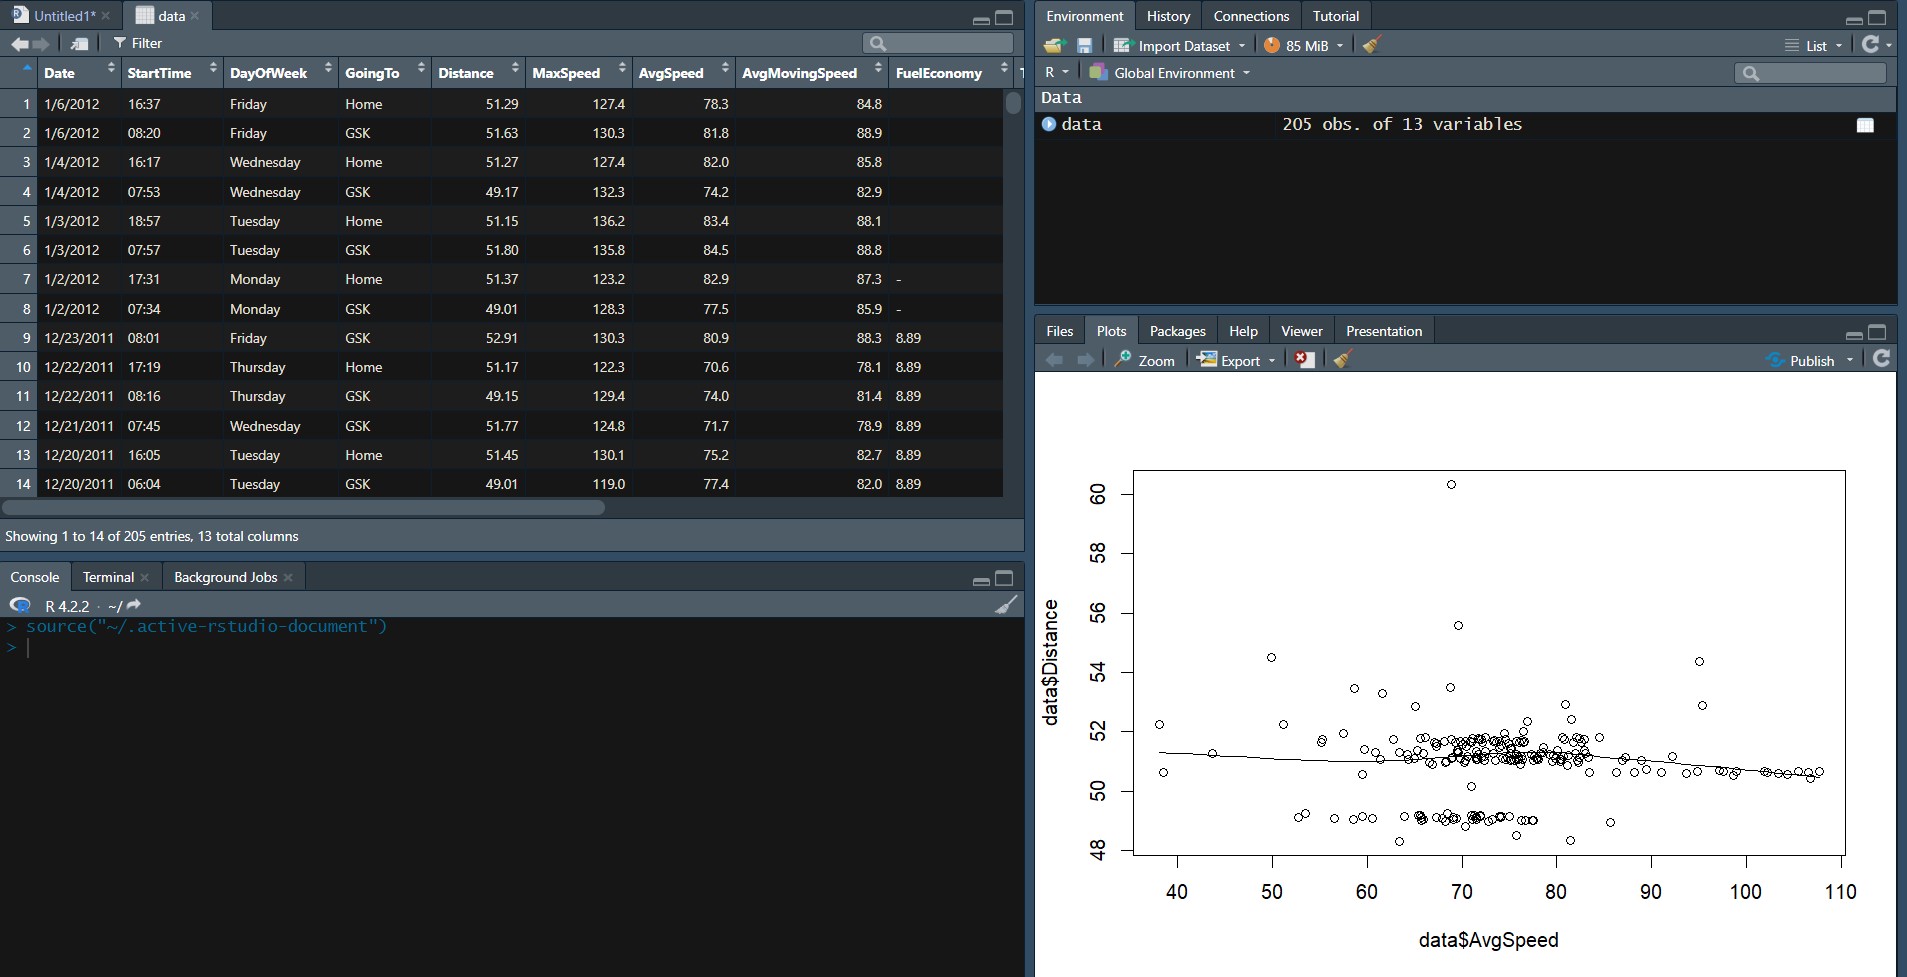 Untitled1* data
Filter
Date StartTime DayOfWeek GoingTo Distance MaxSpeed AvgSpeed AvgMovingSpeed FuelEconomy
1 1/6/2012 16:37 Friday Home 51.29 127.4 78.3 84.8
2 1/6/2012 08:20 Friday GSK 51.63 130.3 81.8 88.9
3 1/4/2012 16:17 Wednesday Home 51.27 127.4 82.0 85.8
4 1/4/2012 07:53 Wednesday GSK 49.17 132.3 74.2 82.9
5 1/3/2012 18:57 Tuesday Home 51.15 136.2 83.4 88.1
6 1/3/2012 07:57 Tuesday GSK 51.80 135.8 84.5 88.8
7 1/2/2012 17:31 Monday Home 51.37 123.2 82.9 87.3 -
8 1/2/2012 07:34 Monday GSK 49.01 128.3 77.5 85.9 -
9 12/23/2011 08:01 Friday GSK 52.91 130.3 80.9 88.3 8.89
10 12/22/2011 17:19 Thursday Home 51.17 122.3 70.6 78.1 8.89
11 12/22/2011 08:16 Thursday GSK 49.15 129.4 74.0 81.4 8.89
12 12/21/2011 07:45 Wednesday GSK 51.77 124.8 71.7 78.9 8.89
13 12/20/2011 16:05 Tuesday Home 51.45 130.1 75.2 82.7 8.89
14 12/20/2011 06:04 Tuesday GSK 49.01 119.0 77.4 82.0 8.89
Showing 1 to 14 of 205 entries, 13 total columns
Console Terminal Background Jobs
R 4.2.2 · ~/
> source("~/.active-rstudio-document")
>
Environment History Connections Tutorial
Import Dataset 85 MiB List
R Global Environment
Data
data 205 obs. of 13 variables
Files Plots Packages Help Viewer Presentation
Zoom Export Publish
data$Distance
60
58
56
54
52
50
48
40 50 60 70 80 90 100 110
data$AvgSpeed